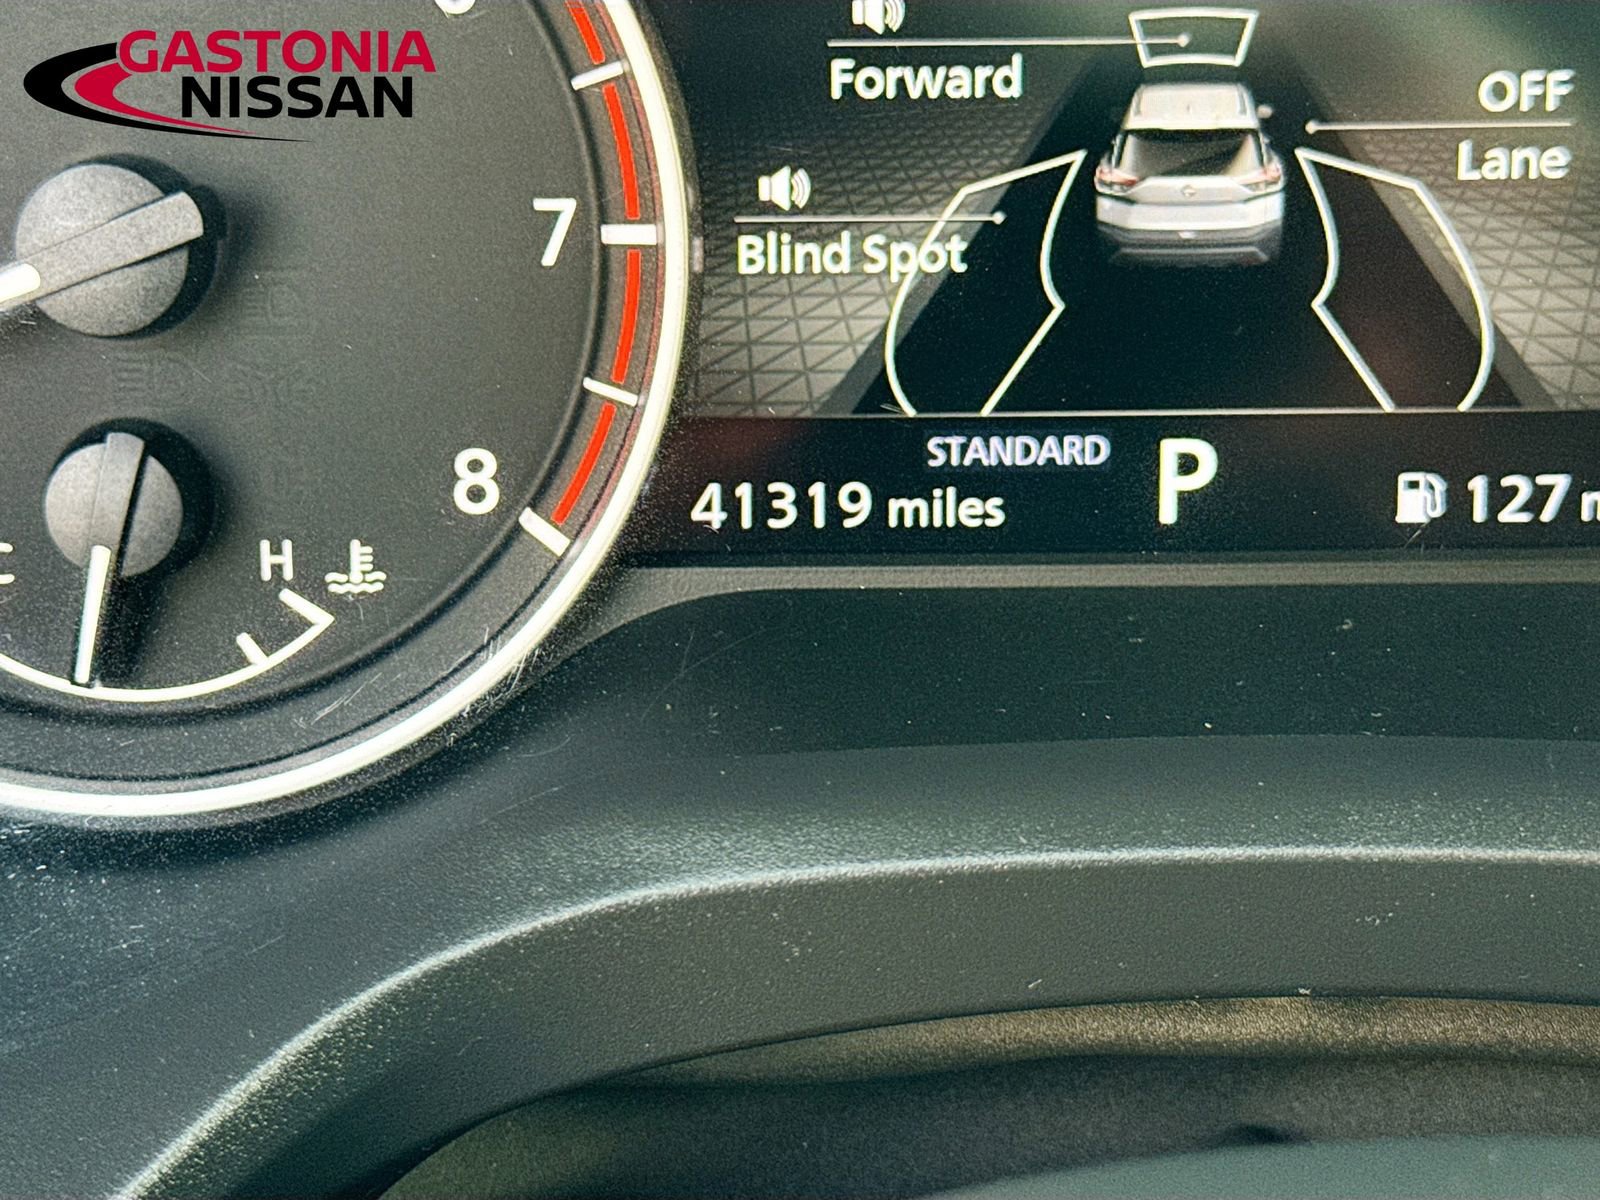 GASTONIA
NISSAN
Forward
OFF
Lane
Blind Spot
7
8
H
STANDARD
P
41319 miles
127